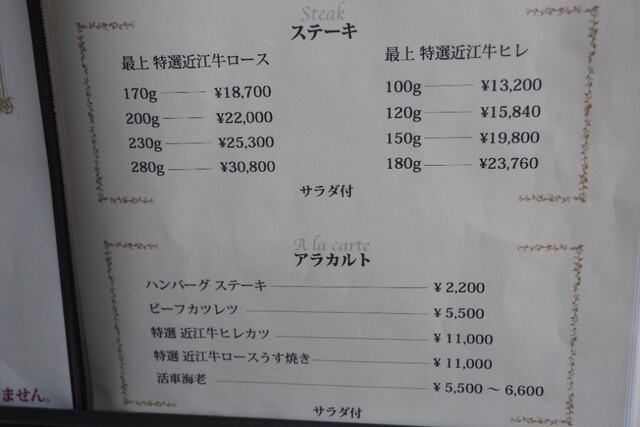 Steak
ステーキ
最上 特選近江牛ロース
170g ¥18,700
200g ¥22,000
230g ¥25,300
280g ¥30,800
最上 特選近江牛ヒレ
100g ¥13,200
120g ¥15,840
150g ¥19,800
180g ¥23,760
サラダ付
A la carte
アラカルト
ハンバーグ ステーキ ¥2,200
ビーフカツレツ ¥5,500
特選 近江牛ヒレカツ ¥11,000
特選 近江牛ロースうす焼き ¥11,000
活車海老 ¥5,500 ～ 6,600
サラダ付
ません。